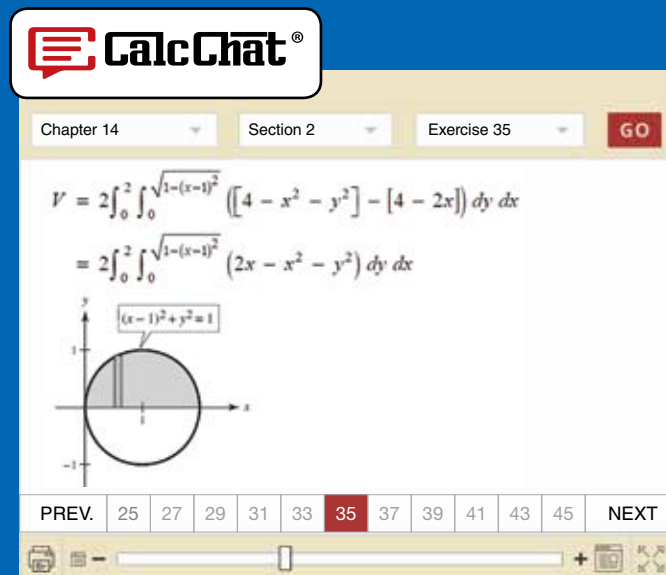 CalcChat®
Chapter 14 Section 2 Exercise 35 GO
V = 2∫₀² ∫₀^√(1−(x−1)²) ([4 − x² − y²] − [4 − 2x]) dy dx
= 2∫₀² ∫₀^√(1−(x−1)²) (2x − x² − y²) dy dx
y
(x − 1)² + y² = 1
1
x
1
−1
PREV. 25 27 29 31 33 35 37 39 41 43 45 NEXT
− +